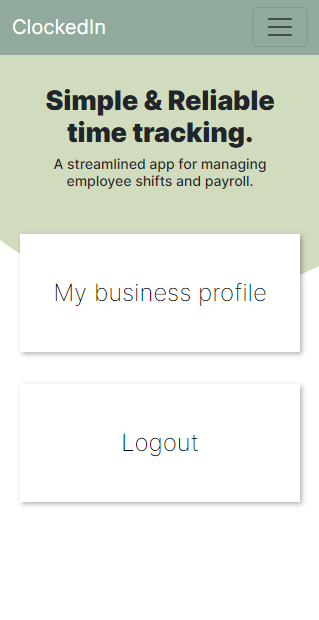 ClockedIn
Simple & Reliable
time tracking.
A streamlined app for managing
employee shifts and payroll.
My business profile
Logout